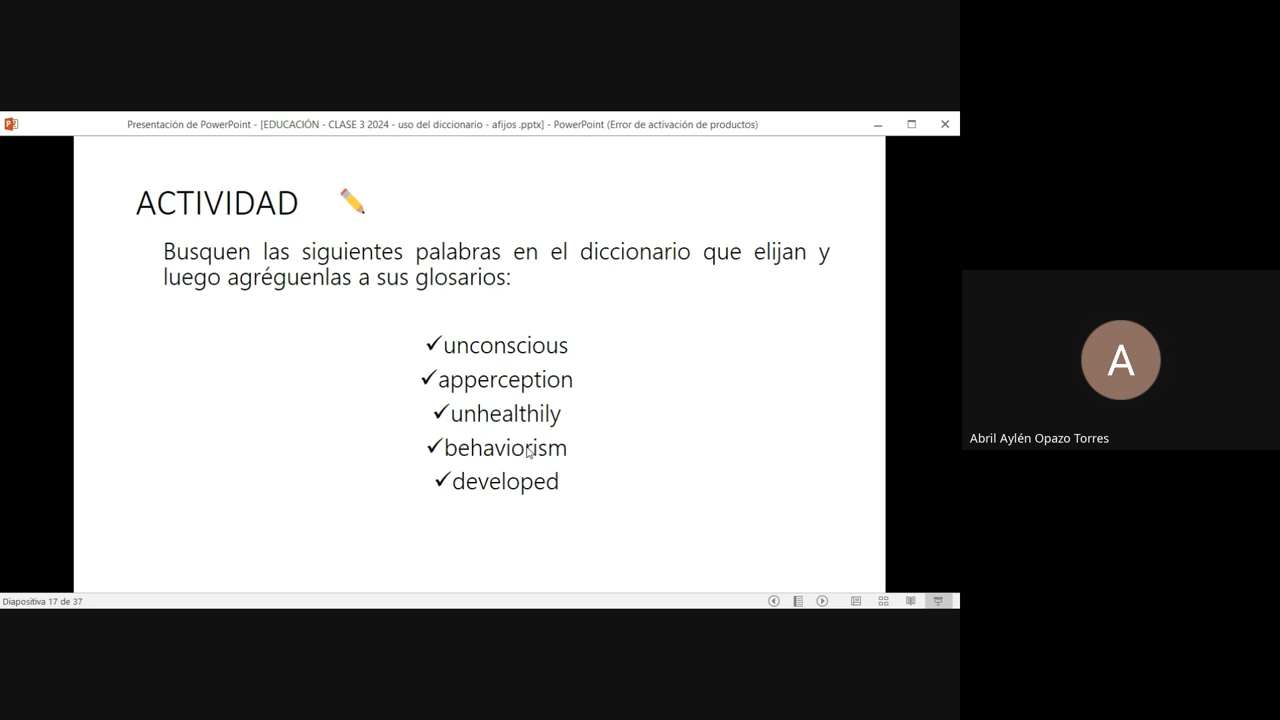 Presentación de PowerPoint - [EDUCACIÓN - CLASE 3 2024 - uso del diccionario - afijos .pptx] - PowerPoint (Error de activación de productos)
ACTIVIDAD
Busquen las siguientes palabras en el diccionario que elijan y
luego agréguenlas a sus glosarios:
✓unconscious
✓apperception
✓unhealthily
✓behaviorism
✓developed
A
Abril Aylén Opazo Torres
Diapositiva 17 de 37